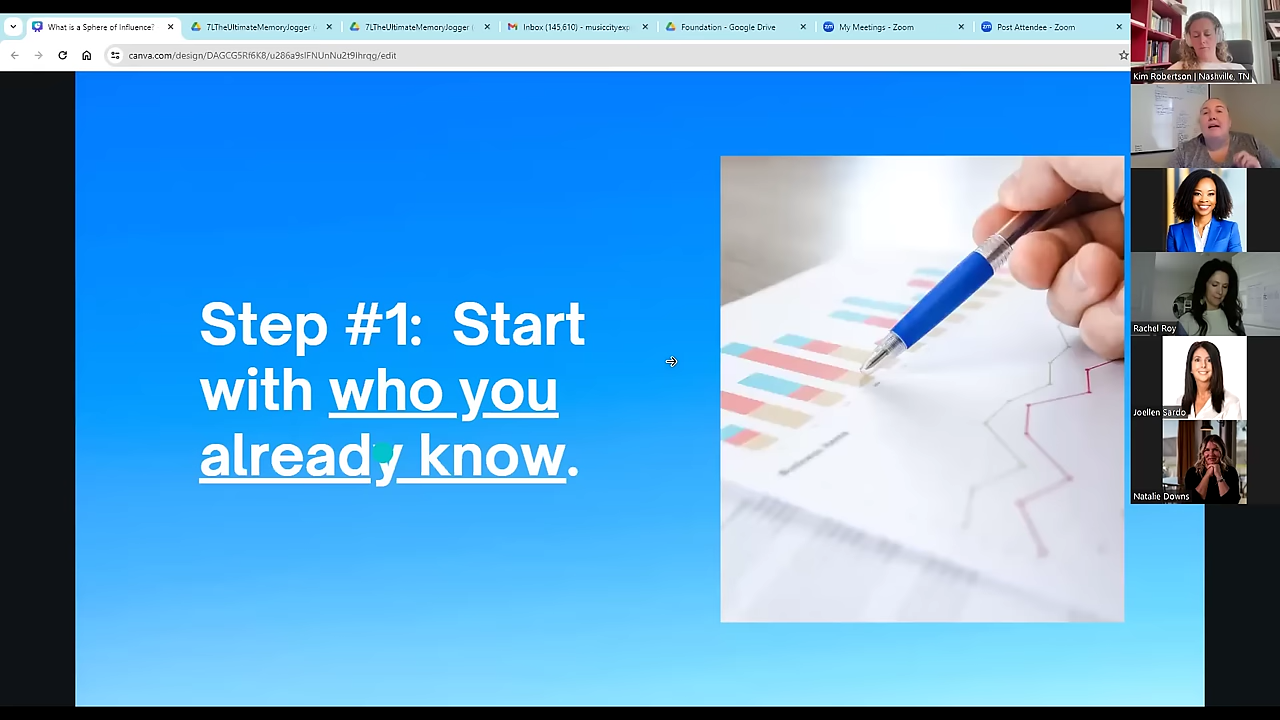 What is a Sphere of Influence?
7LTheUltimateMemoryJogger (
7LTheUltimateMemoryJogger (
Inbox (145,610) - musiccityexp
Foundation - Google Drive
My Meetings - Zoom
Post Attendee - Zoom
canva.com/design/DAGCG5Rf6K8/u286a9slFNUnNu2t9lhrqg/edit
Kim Robertson | Nashville, TN
Rachel Roy
Joellen Sardo
Natalie Downs
Step #1: Start
with who you
already know.